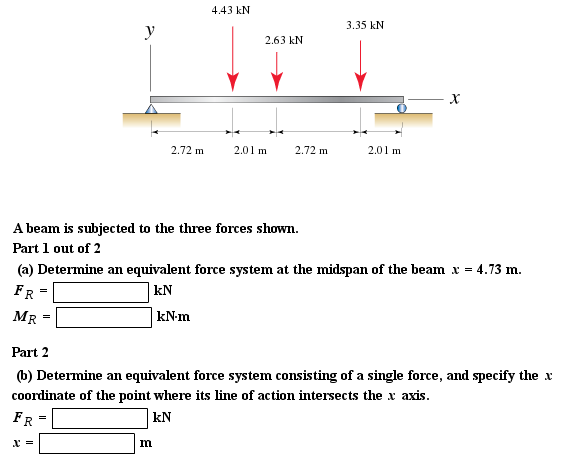 4.43 kN
3.35 kN
y
2.63 kN
x
2.72 m 2.01 m 2.72 m 2.01 m
A beam is subjected to the three forces shown.
Part 1 out of 2
(a) Determine an equivalent force system at the midspan of the beam x = 4.73 m.
FR = kN
MR = kN·m
Part 2
(b) Determine an equivalent force system consisting of a single force, and specify the x
coordinate of the point where its line of action intersects the x axis.
FR = kN
x = m